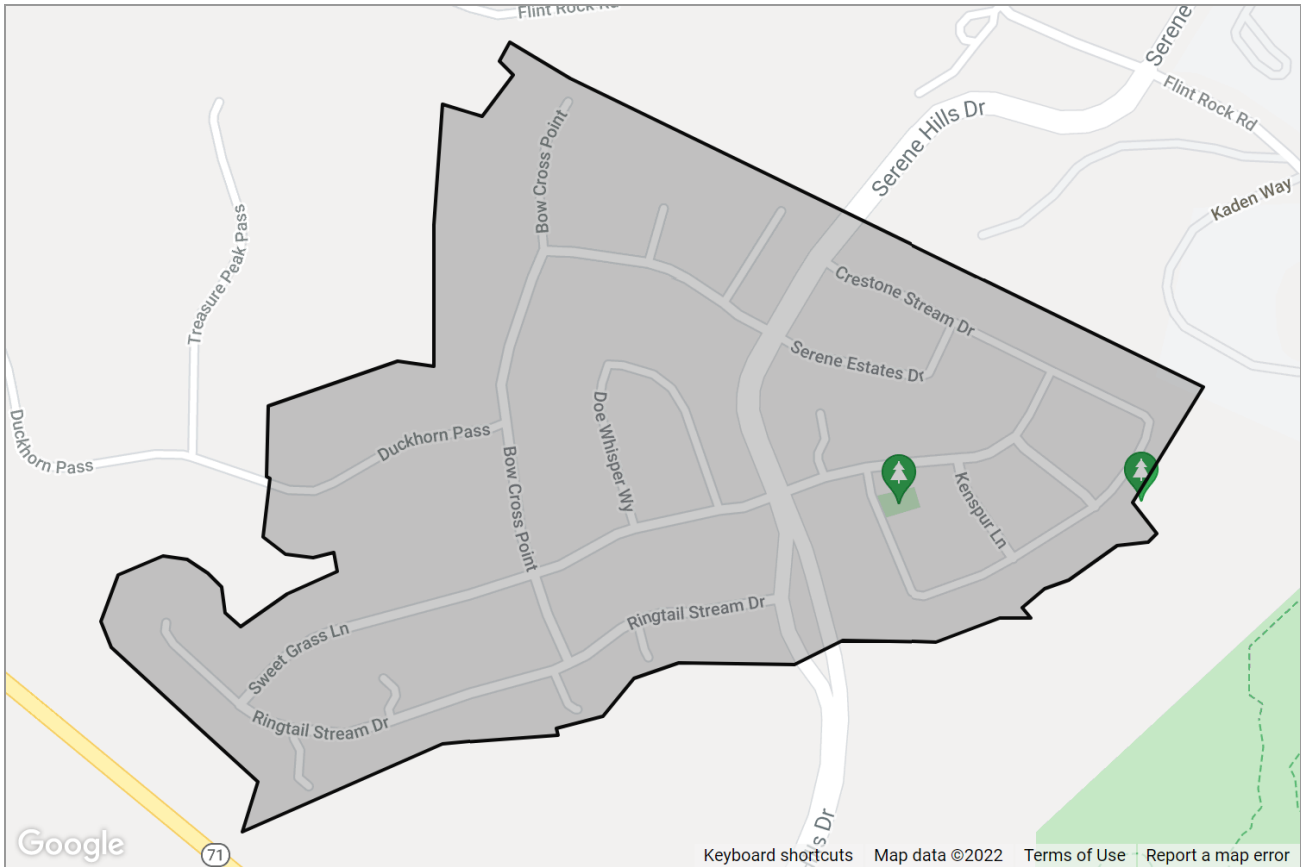 Flint Rock Rd
Serene
Flint Rock Rd
Serene Hills Dr
Bow Cross Point
Kaden Way
Treasure Peak Pass
Crestone Stream Dr
Serene Estates Dr
Doe Whisper Wy
Duckhorn Pass
Duckhorn Pass
Bow Cross Point
Kenspur Ln
Ringtail Stream Dr
Sweet Grass Ln
Ringtail Stream Dr
lls Dr
Google
71
Keyboard shortcuts Map data ©2022 Terms of Use Report a map error